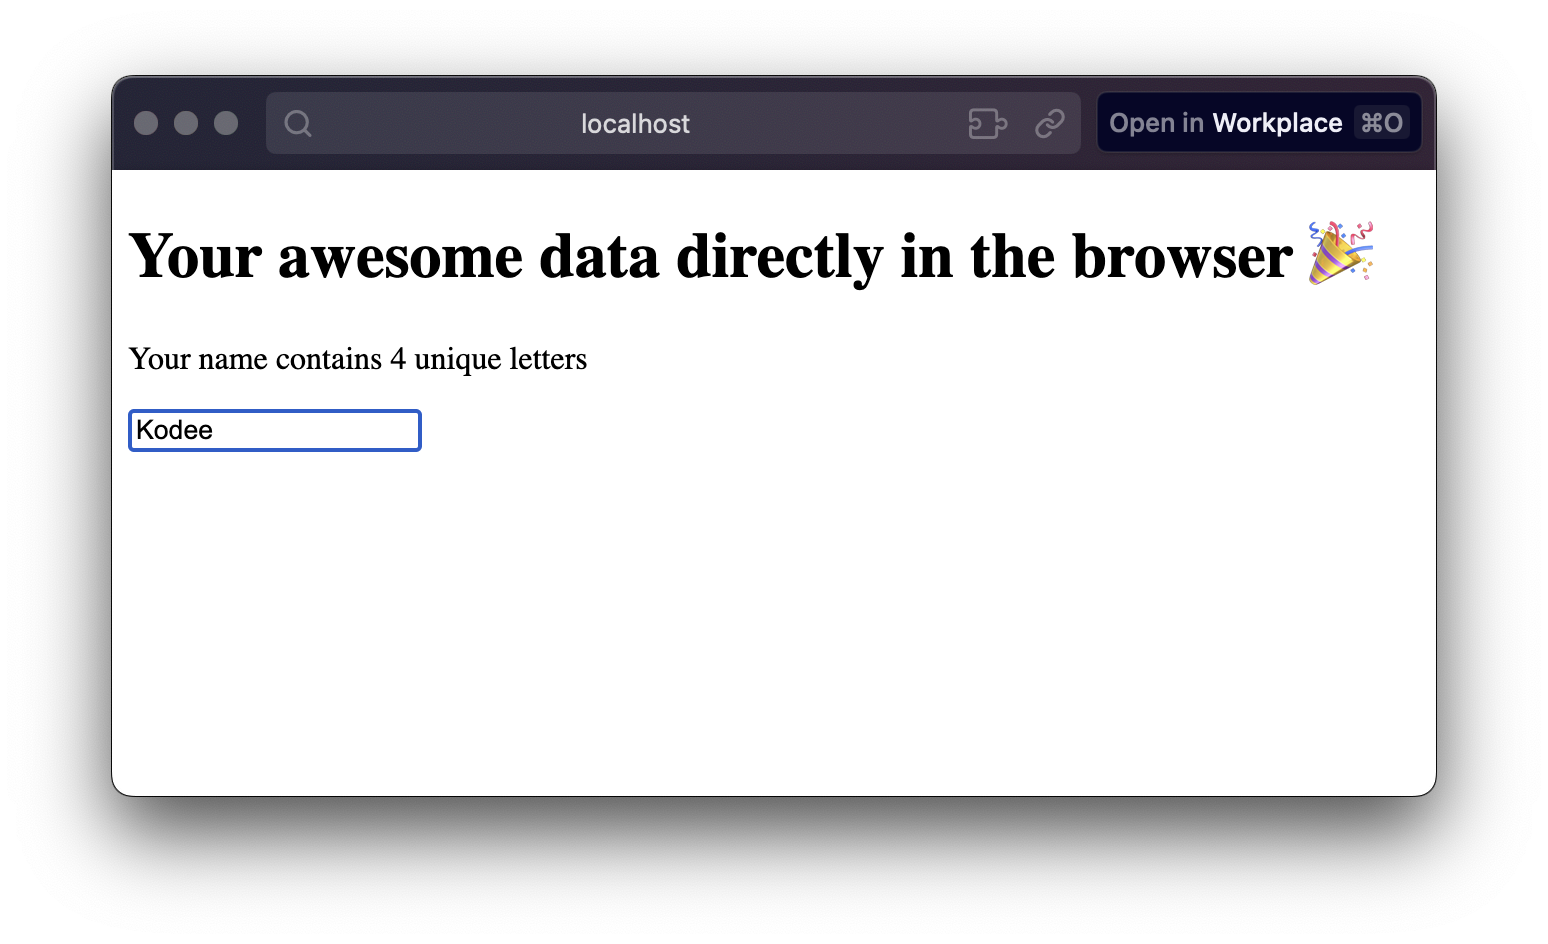 localhost
Open in Workplace ⌘O
Your awesome data directly in the browser 🎉
Your name contains 4 unique letters
Kodee